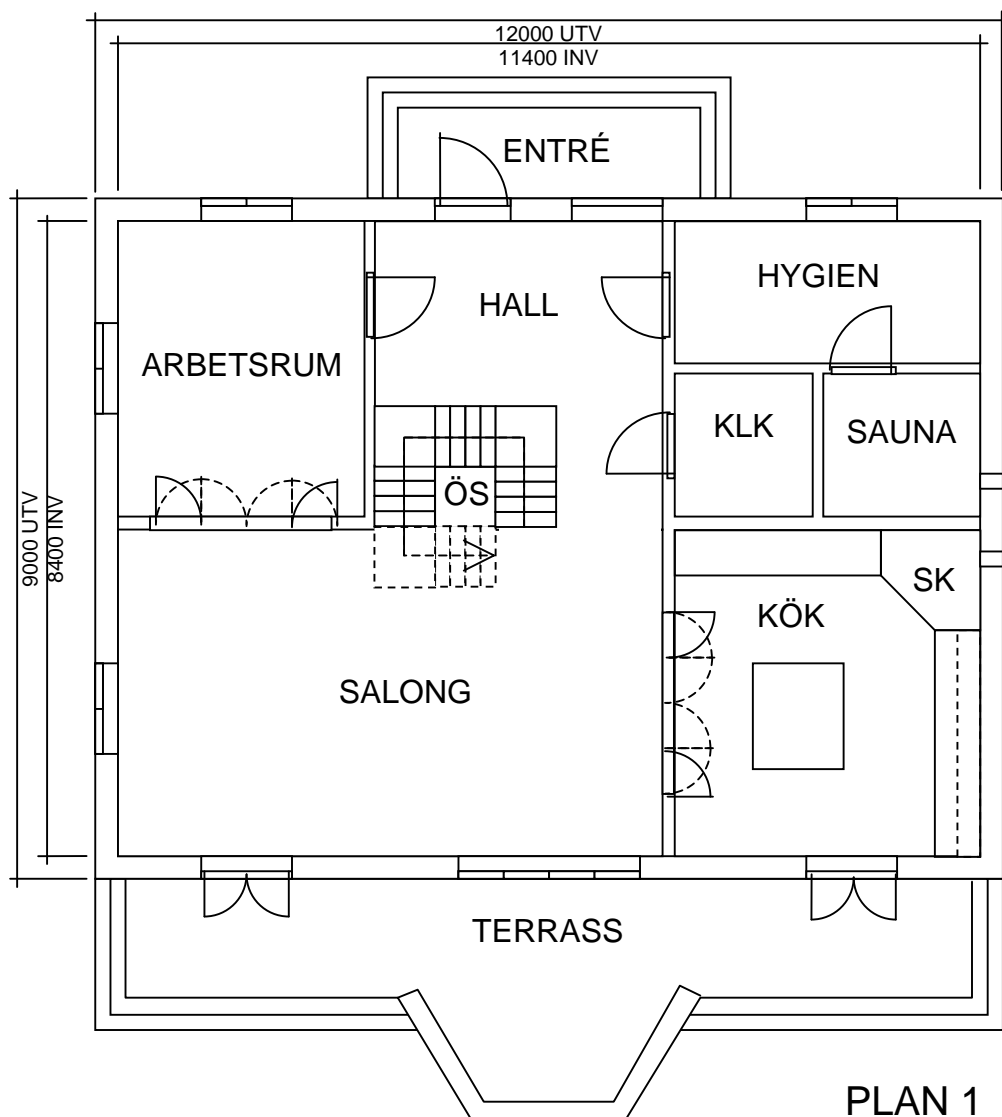 12000 UTV
11400 INV
ENTRÉ
HYGIEN
HALL
ARBETSRUM
KLK
SAUNA
ÖS
9000 UTV
8400 INV
SK
KÖK
SALONG
TERRASS
PLAN 1